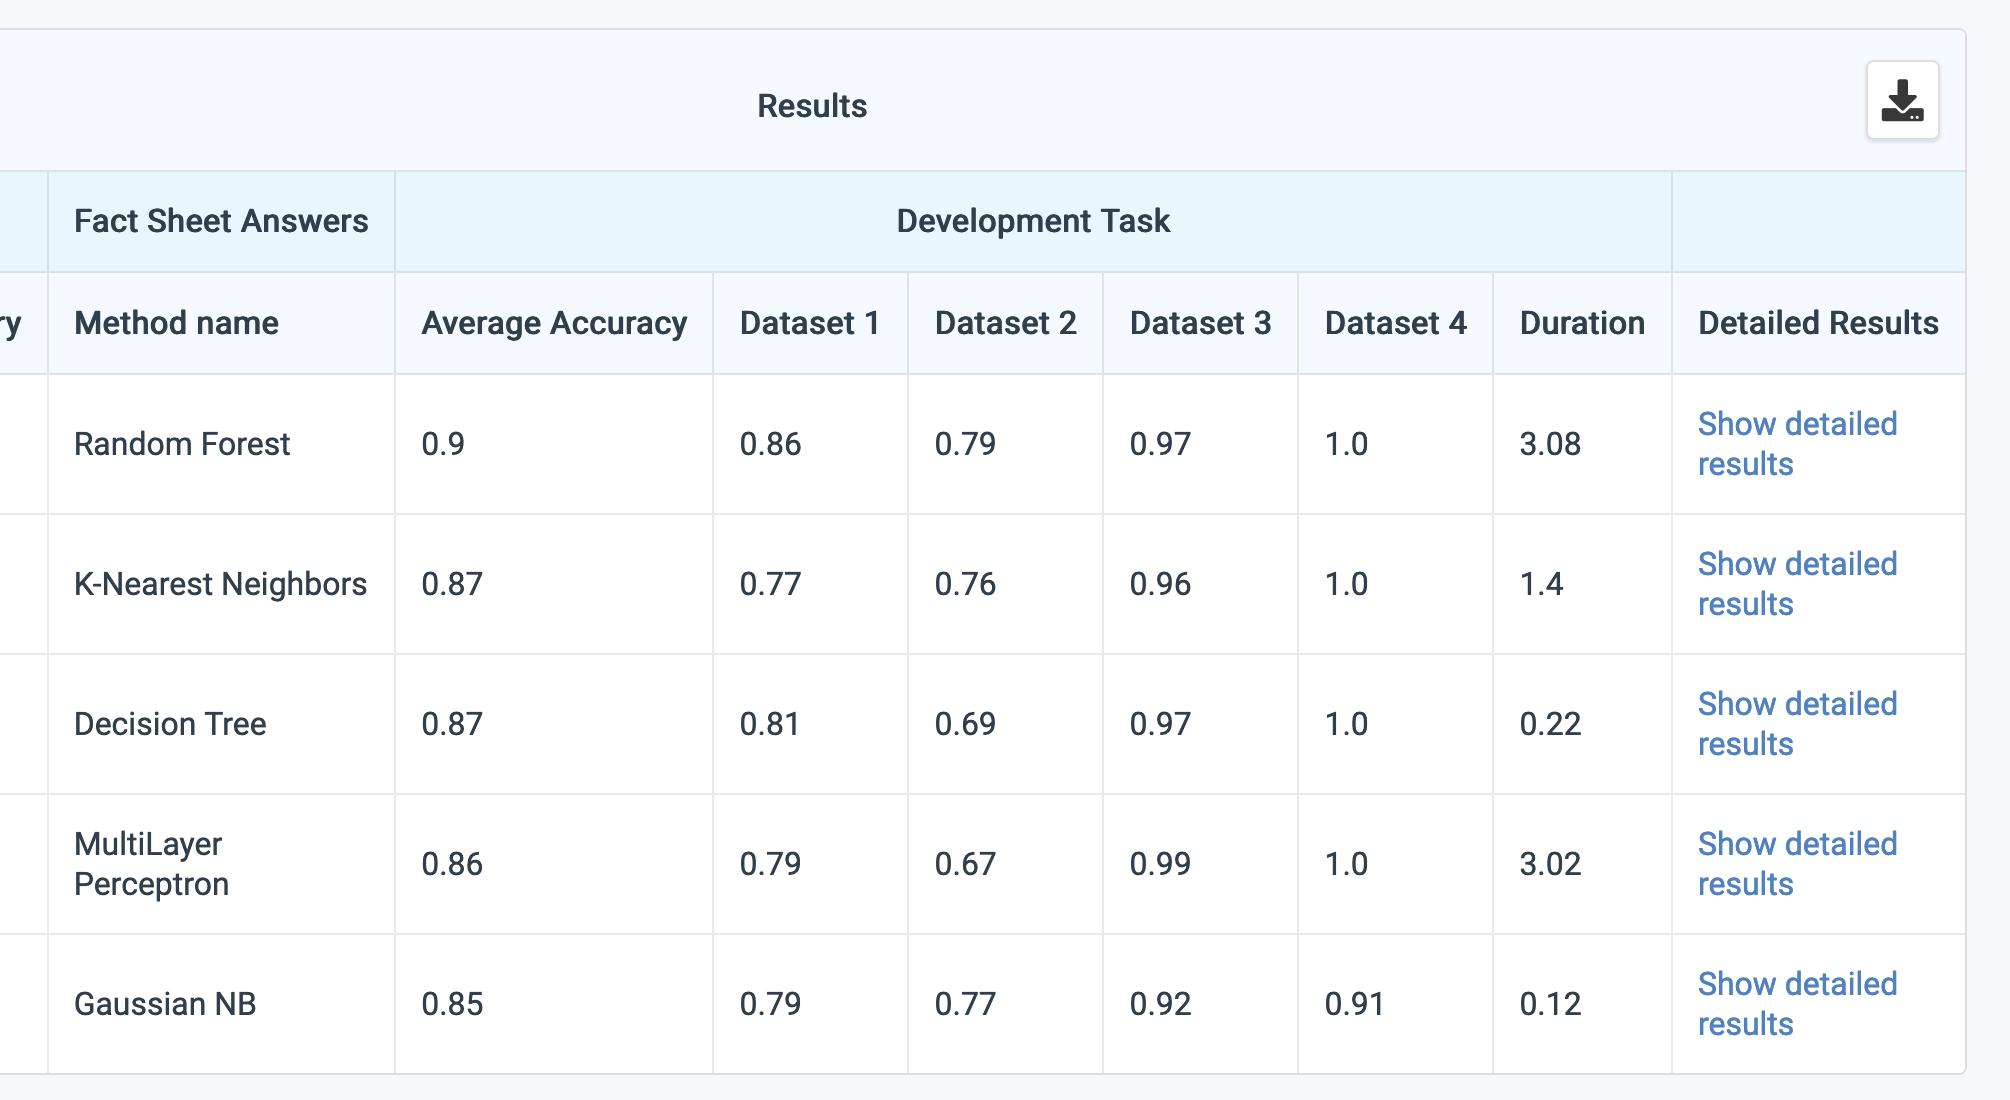 Results
Fact Sheet Answers Development Task
ry Method name Average Accuracy Dataset 1 Dataset 2 Dataset 3 Dataset 4 Duration Detailed Results
Random Forest 0.9 0.86 0.79 0.97 1.0 3.08 Show detailed
results
K-Nearest Neighbors 0.87 0.77 0.76 0.96 1.0 1.4 Show detailed
results
Decision Tree 0.87 0.81 0.69 0.97 1.0 0.22 Show detailed
results
MultiLayer
Perceptron 0.86 0.79 0.67 0.99 1.0 3.02 Show detailed
results
Gaussian NB 0.85 0.79 0.77 0.92 0.91 0.12 Show detailed
results